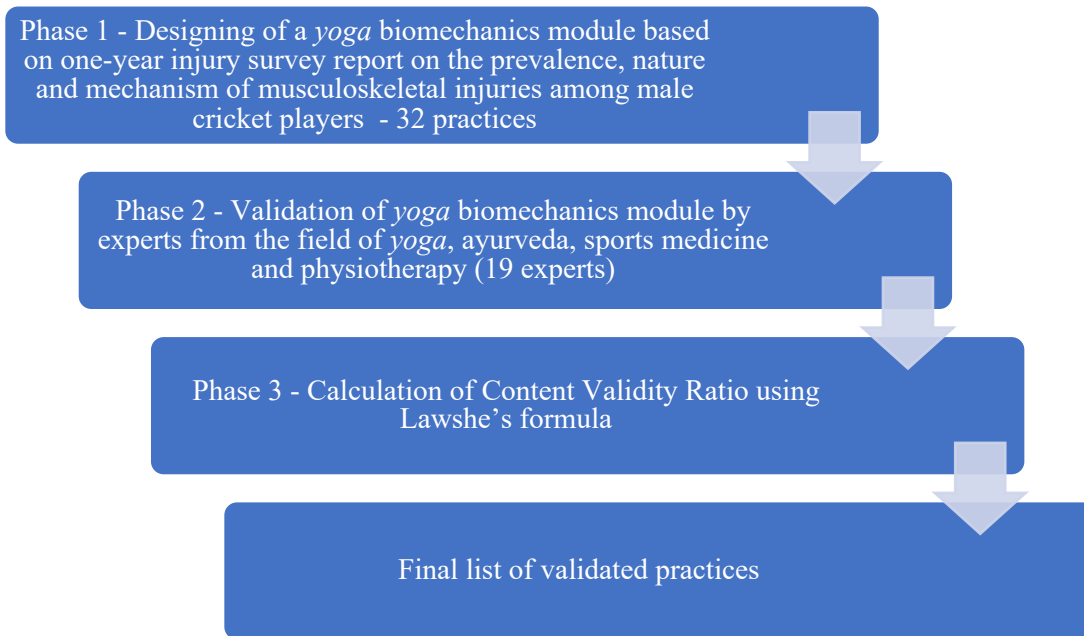 Phase 1 - Designing of a yoga biomechanics module based
on one-year injury survey report on the prevalence, nature
and mechanism of musculoskeletal injuries among male
cricket players - 32 practices
Phase 2 - Validation of yoga biomechanics module by
experts from the field of yoga, ayurveda, sports medicine
and physiotherapy (19 experts)
Phase 3 - Calculation of Content Validity Ratio using
Lawshe’s formula
Final list of validated practices